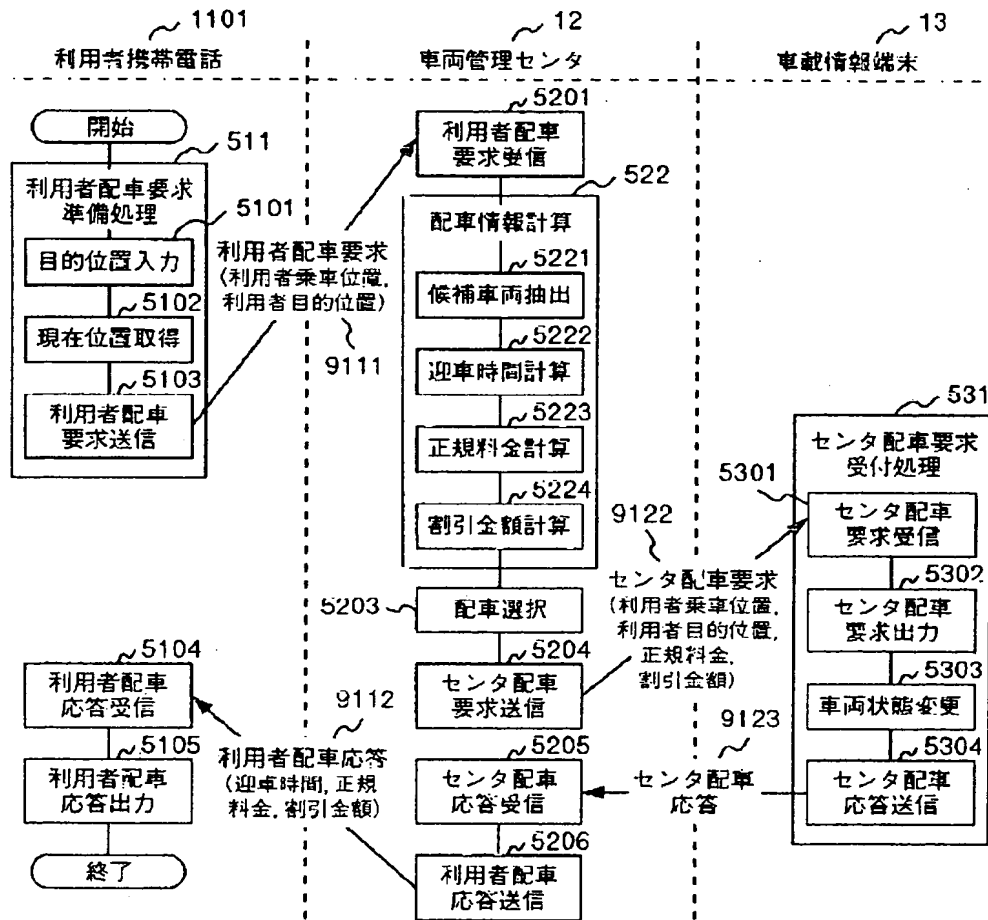 1101
利用者携帯電話
12
車両管理センタ
13
車載情報端末
開始
511
利用者配車要求
準備処理
5101
目的位置入力
5102
現在位置取得
5103
利用者配車
要求送信
利用者配車要求
(利用者乗車位置,
利用者目的位置)
9111
5201
利用者配車
要求受信
522
配車情報計算
5221
候補車両抽出
5222
迎車時間計算
5223
正規料金計算
5224
割引金額計算
5203
配車選択
5204
センタ配車
要求送信
9122
センタ配車要求
(利用者乗車位置,
利用者目的位置,
正規料金,
割引金額)
531
センタ配車要求
受付処理
5301
センタ配車
要求受信
5302
センタ配車
要求出力
5303
車両状態変更
5304
センタ配車
応答送信
9123
センタ配車
応答
5205
センタ配車
応答受信
5206
利用者配車
応答送信
9112
利用者配車応答
(迎車時間,正規
料金,割引金額)
5104
利用者配車
応答受信
5105
利用者配車
応答出力
終了